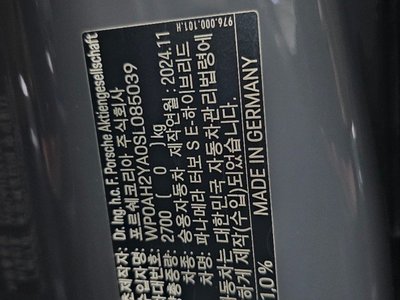 976.000.101.H
Dr. Ing. h.c. F. Porsche Aktiengesellschaft
포르쉐코리아 주식회사
WP0AH2YA0SL085039
2700 ( 0 )kg
승용자동차 제작연월 : 2024.11
파나메라 터보 S E-하이브리드
대한민국 자동차관리법령에
하게 제작(수입)되었습니다.
MADE IN GERMANY
1.0%